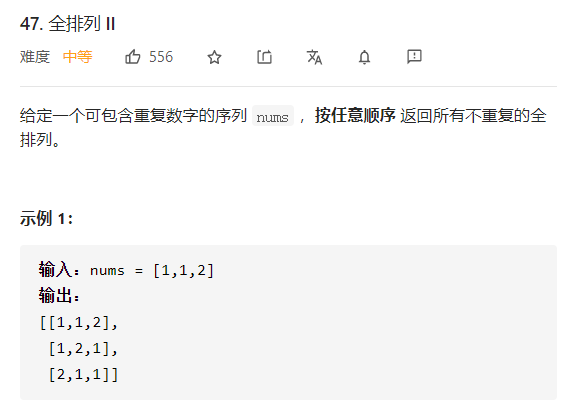 47. 全排列 II
难度 中等 556
给定一个可包含重复数字的序列 nums ，按任意顺序 返回所有不重复的全
排列。
示例 1：
输入：nums = [1,1,2]
输出：
[[1,1,2],
[1,2,1],
[2,1,1]]